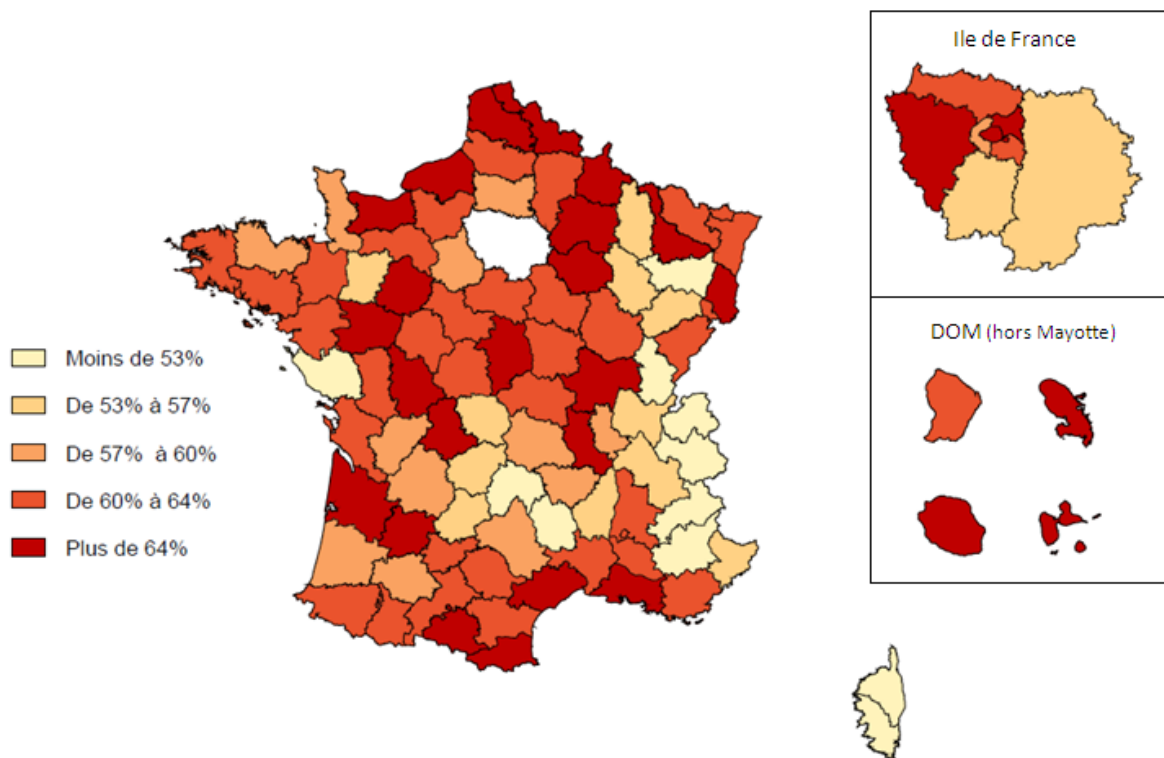 Ile de France
DOM (hors Mayotte)
Moins de 53%
De 53% à 57%
De 57% à 60%
De 60% à 64%
Plus de 64%